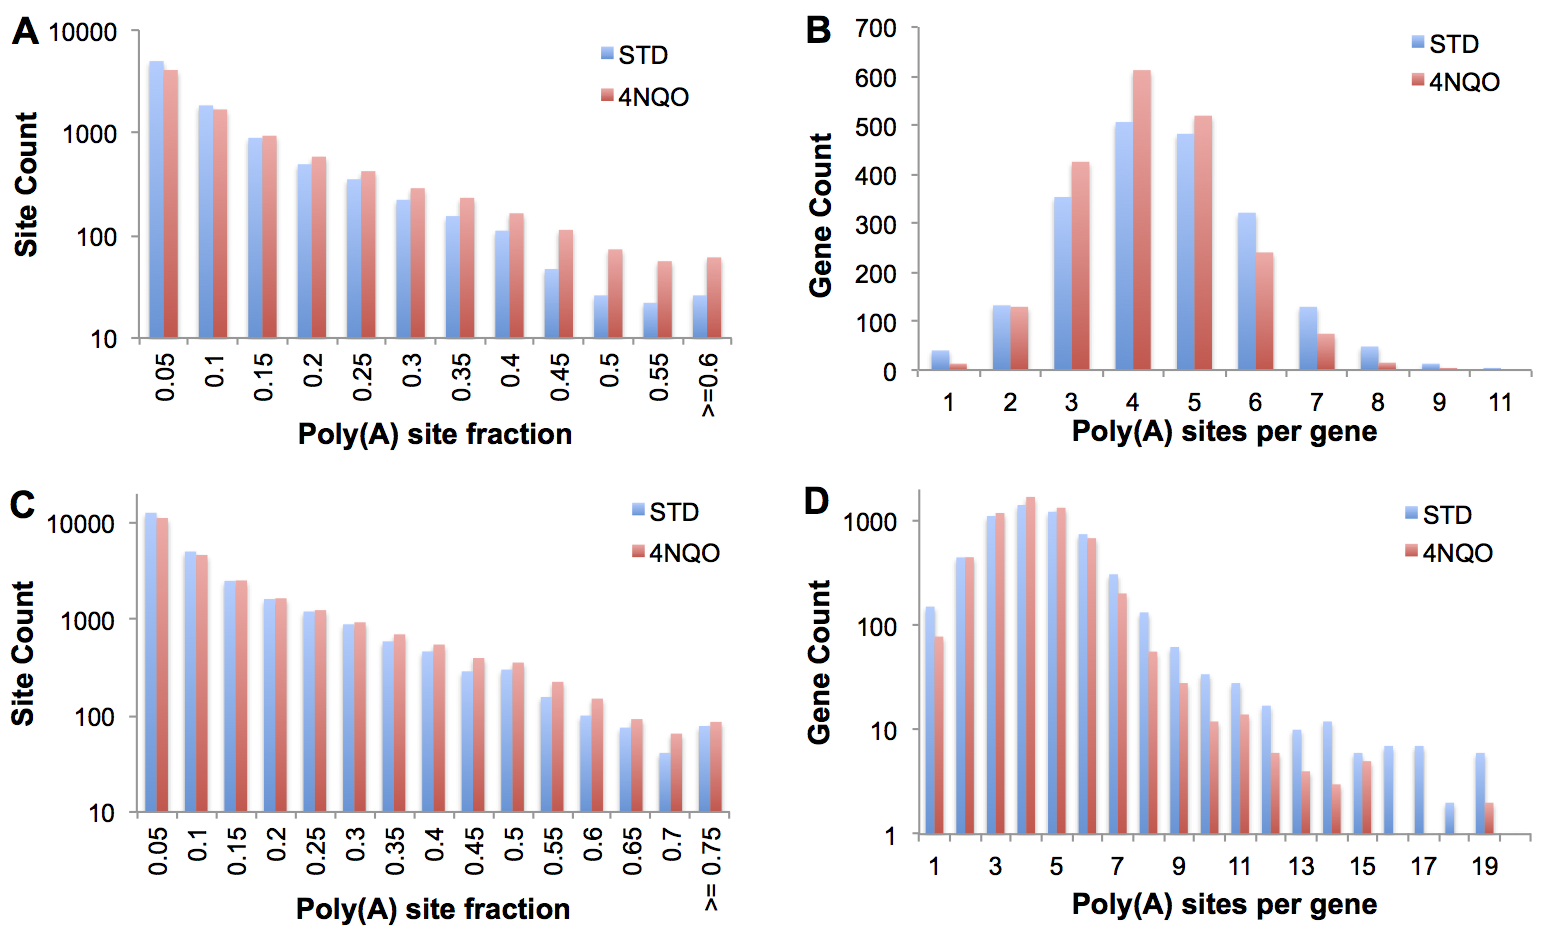 A
10000
1000
100
10
Site Count
STD
4NQO
0.05 0.1 0.15 0.2 0.25 0.3 0.35 0.4 0.45 0.5 0.55 >=0.6
Poly(A) site fraction
B
700
600
500
400
300
200
100
0
Gene Count
STD
4NQO
1 2 3 4 5 6 7 8 9 11
Poly(A) sites per gene
C
10000
1000
100
10
Site Count
STD
4NQO
0.05 0.1 0.15 0.2 0.25 0.3 0.35 0.4 0.45 0.5 0.55 0.6 0.65 0.7 >= 0.75
Poly(A) site fraction
D
1000
100
10
1
Gene Count
STD
4NQO
1 3 5 7 9 11 13 15 17 19
Poly(A) sites per gene